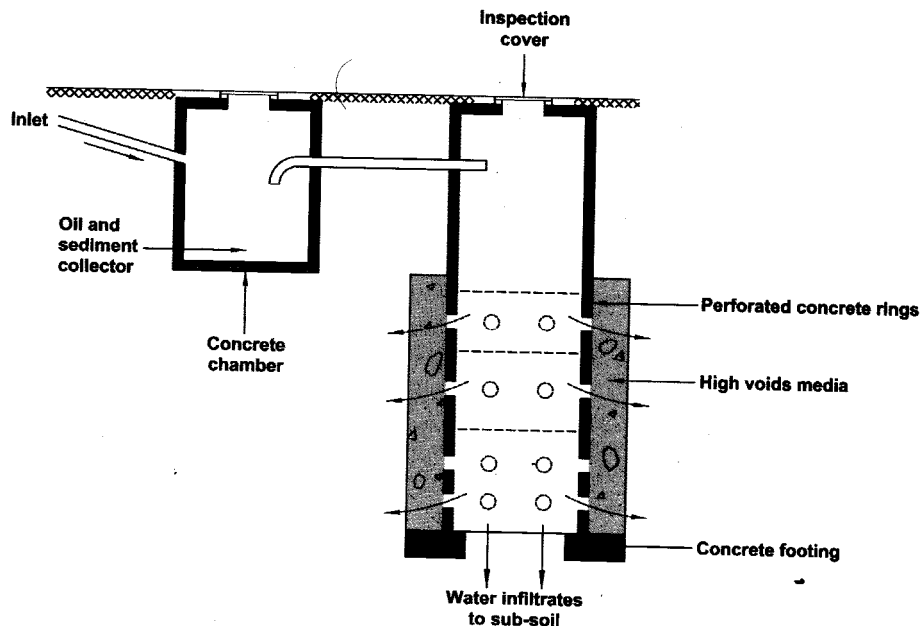 Inspection
cover
Inlet
Oil and
sediment
collector
Concrete
chamber
Perforated concrete rings
High voids media
Concrete footing
Water infiltrates
to sub-soil